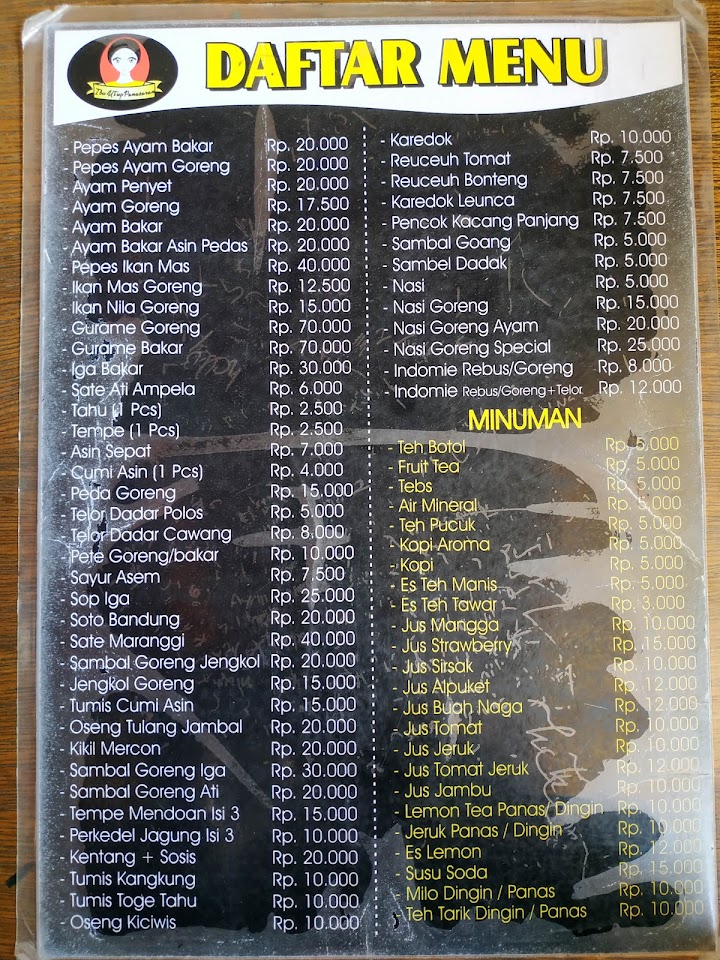 DAFTAR MENU
- Pepes Ayam Bakar Rp. 20.000
- Pepes Ayam Goreng Rp. 20.000
- Ayam Penyet Rp. 20.000
- Ayam Goreng Rp. 17.500
- Ayam Bakar Rp. 20.000
- Ayam Bakar Asin Pedas Rp. 20.000
- Pepes Ikan Mas Rp. 40.000
- Ikan Mas Goreng Rp. 12.500
- Ikan Nila Goreng Rp. 15.000
- Gurame Goreng Rp. 70.000
- Gurame Bakar Rp. 70.000
- Iga Bakar Rp. 30.000
- Sate Ati Ampela Rp. 6.000
- Tahu (1 Pcs) Rp. 2.500
- Tempe (1 Pcs) Rp. 2.500
- Asin Sepat Rp. 7.000
- Cumi Asin (1 Pcs) Rp. 4.000
- Peda Goreng Rp. 15.000
- Telor Dadar Polos Rp. 5.000
- Telor Dadar Cawang Rp. 8.000
- Pete Goreng/bakar Rp. 10.000
- Sayur Asem Rp. 7.500
- Sop Iga Rp. 25.000
- Soto Bandung Rp. 20.000
- Sate Maranggi Rp. 40.000
- Sambal Goreng Jengkol Rp. 20.000
- Jengkol Goreng Rp. 15.000
- Tumis Cumi Asin Rp. 15.000
- Oseng Tulang Jambal Rp. 20.000
- Kikil Mercon Rp. 20.000
- Sambal Goreng Iga Rp. 30.000
- Sambal Goreng Ati Rp. 20.000
- Tempe Mendoan Isi 3 Rp. 15.000
- Perkedel Jagung Isi 3 Rp. 10.000
- Kentang + Sosis Rp. 20.000
- Tumis Kangkung Rp. 10.000
- Tumis Toge Tahu Rp. 10.000
- Oseng Kiciwis Rp. 10.000
- Karedok Rp. 10.000
- Reuceuh Tomat Rp. 7.500
- Reuceuh Bonteng Rp. 7.500
- Karedok Leunca Rp. 7.500
- Pencok Kacang Panjang Rp. 7.500
- Sambal Goang Rp. 5.000
- Sambel Dadak Rp. 5.000
- Nasi Rp. 5.000
- Nasi Goreng Rp. 15.000
- Nasi Goreng Ayam Rp. 20.000
- Nasi Goreng Special Rp. 25.000
- Indomie Rebus/Goreng Rp. 8.000
- Indomie Rebus/Goreng+Telor Rp. 12.000
MINUMAN
- Teh Botol Rp. 5.000
- Fruit Tea Rp. 5.000
- Tebs Rp. 5.000
- Air Mineral Rp. 5.000
- Teh Pucuk Rp. 5.000
- Kopi Aroma Rp. 5.000
- Kopi Rp. 5.000
- Es Teh Manis Rp. 5.000
- Es Teh Tawar Rp. 3.000
- Jus Mangga Rp. 10.000
- Jus Strawberry Rp. 15.000
- Jus Sirsak Rp. 10.000
- Jus Alpuket Rp. 12.000
- Jus Buah Naga Rp. 12.000
- Jus Tomat Rp. 10.000
- Jus Jeruk Rp. 10.000
- Jus Tomat Jeruk Rp. 12.000
- Jus Jambu Rp. 10.000
- Lemon Tea Panas/ Dingin Rp. 10.000
- Jeruk Panas / Dingin Rp. 10.000
- Es Lemon Rp. 12.000
- Susu Soda Rp. 15.000
- Milo Dingin / Panas Rp. 10.000
- Teh Tarik Dingin / Panas Rp. 10.000